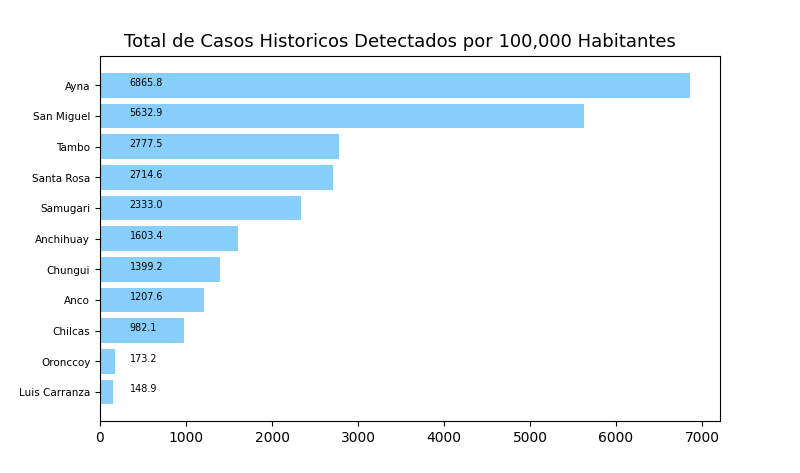 Total de Casos Historicos Detectados por 100,000 Habitantes
Ayna 6865.8
San Miguel 5632.9
Tambo 2777.5
Santa Rosa 2714.6
Samugari 2333.0
Anchihuay 1603.4
Chungui 1399.2
Anco 1207.6
Chilcas 982.1
Oronccoy 173.2
Luis Carranza 148.9
0 1000 2000 3000 4000 5000 6000 7000